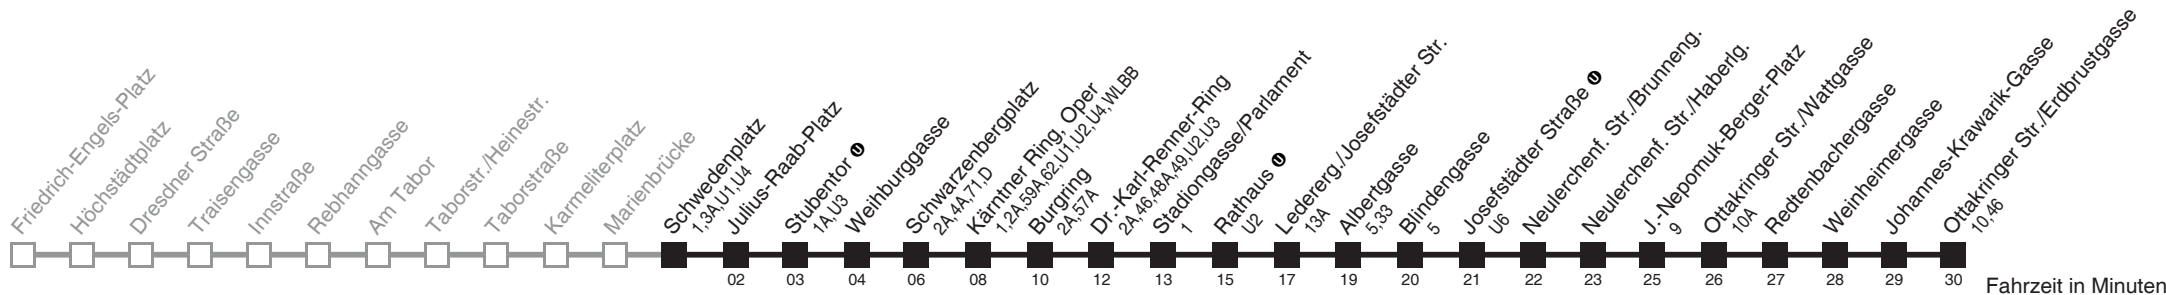 Friedrich-Engels-Platz
Höchstädtplatz
Dresdner Straße
Traisengasse
Innstraße
Rebhanngasse
Am Tabor
Taborstr./Heinestr.
Taborstraße
Karmeliterplatz
Marienbrücke
Schwedenplatz
1,3A,U1,U4
Julius-Raab-Platz
02
Stubentor U
1A,U3
03
Weihburggasse
04
Schwarzenbergplatz
2A,4A,71,D
06
Kärntner Ring, Oper
1,2A,59A,62,U1,U2,U4,WLBB
08
Burgring
2A,57A
10
Dr.-Karl-Renner-Ring
2A,46,48A,49,U2,U3
12
Stadiongasse/Parlament
1
13
Rathaus U
U2
15
Ledererg./Josefstädter Str.
13A
17
Albertgasse
5,33
19
Blindengasse
5
20
Josefstädter Straße U
U6
21
Neulerchenf. Str./Brunneng.
22
Neulerchenf. Str./Haberlg.
23
J.-Nepomuk-Berger-Platz
9
25
Ottakringer Str./Wattgasse
10A
26
Redtenbachergasse
27
Weinheimergasse
28
Johannes-Krawarik-Gasse
29
Ottakringer Str./Erdbrustgasse
10,46
30
Fahrzeit in Minuten